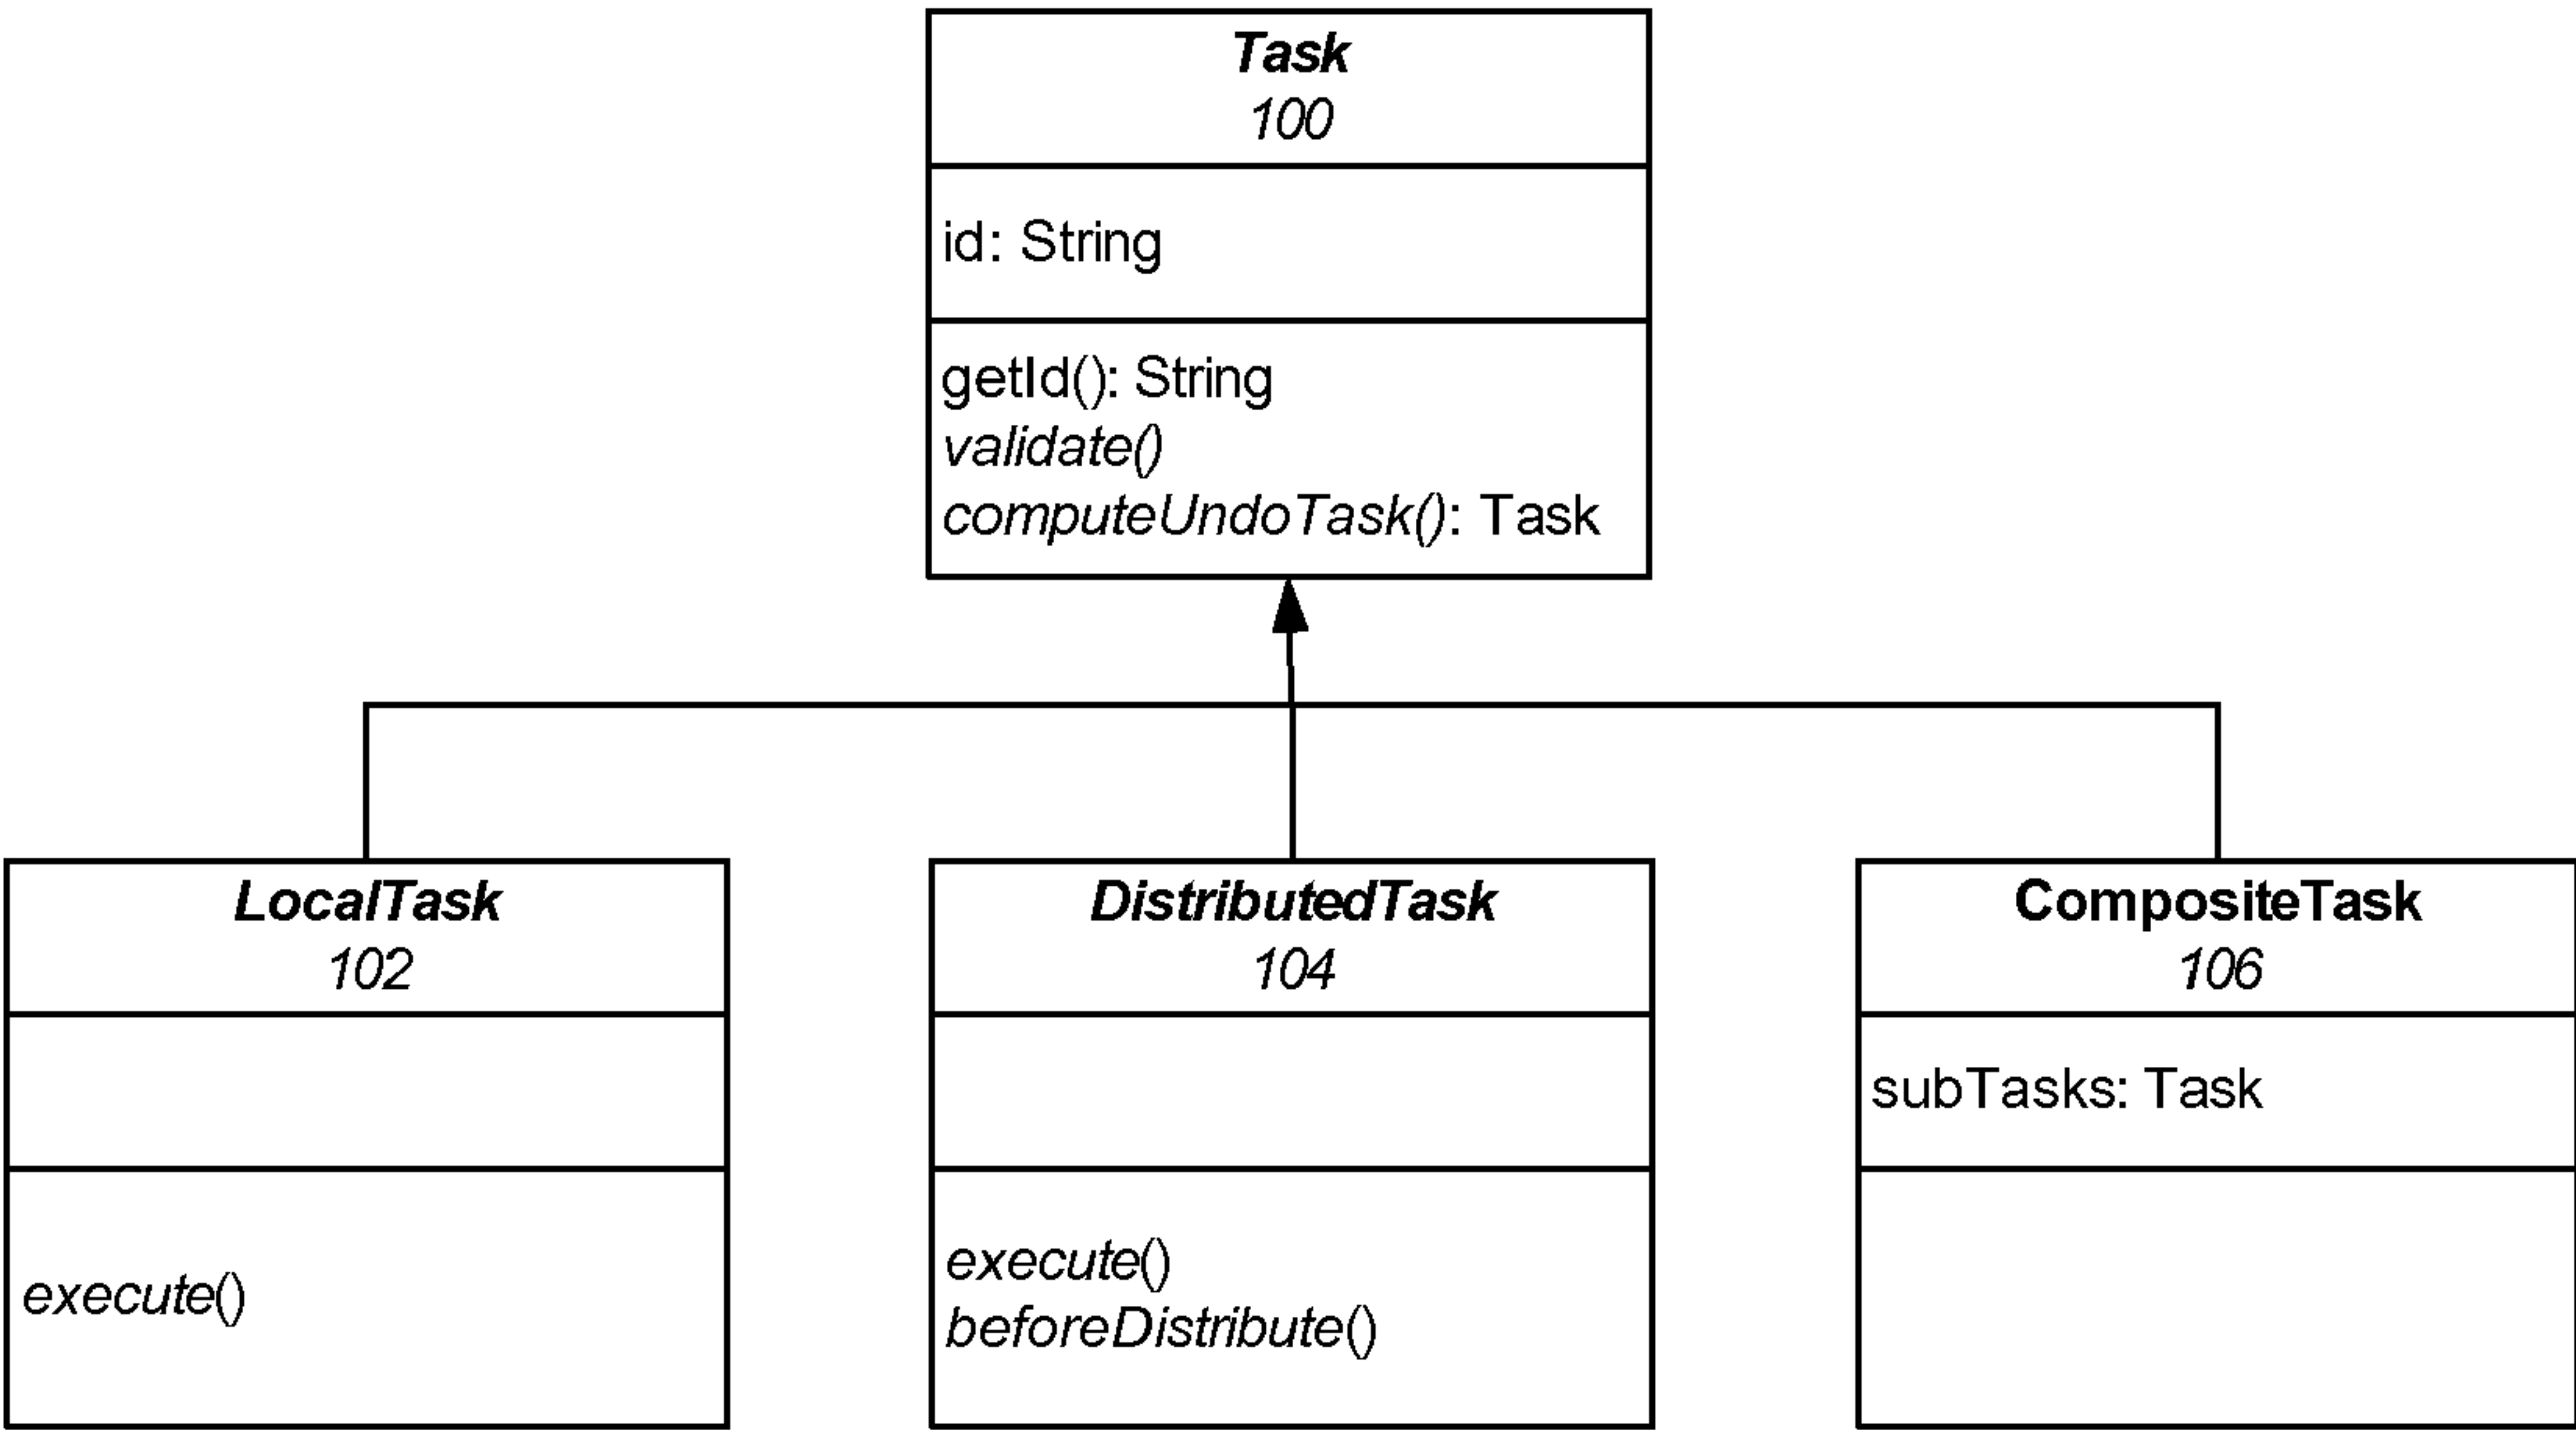 Task
100
id: String
getId(): String
validate()
computeUndoTask(): Task
LocalTask
102
execute()
DistributedTask
104
execute()
beforeDistribute()
CompositeTask
106
subTasks: Task